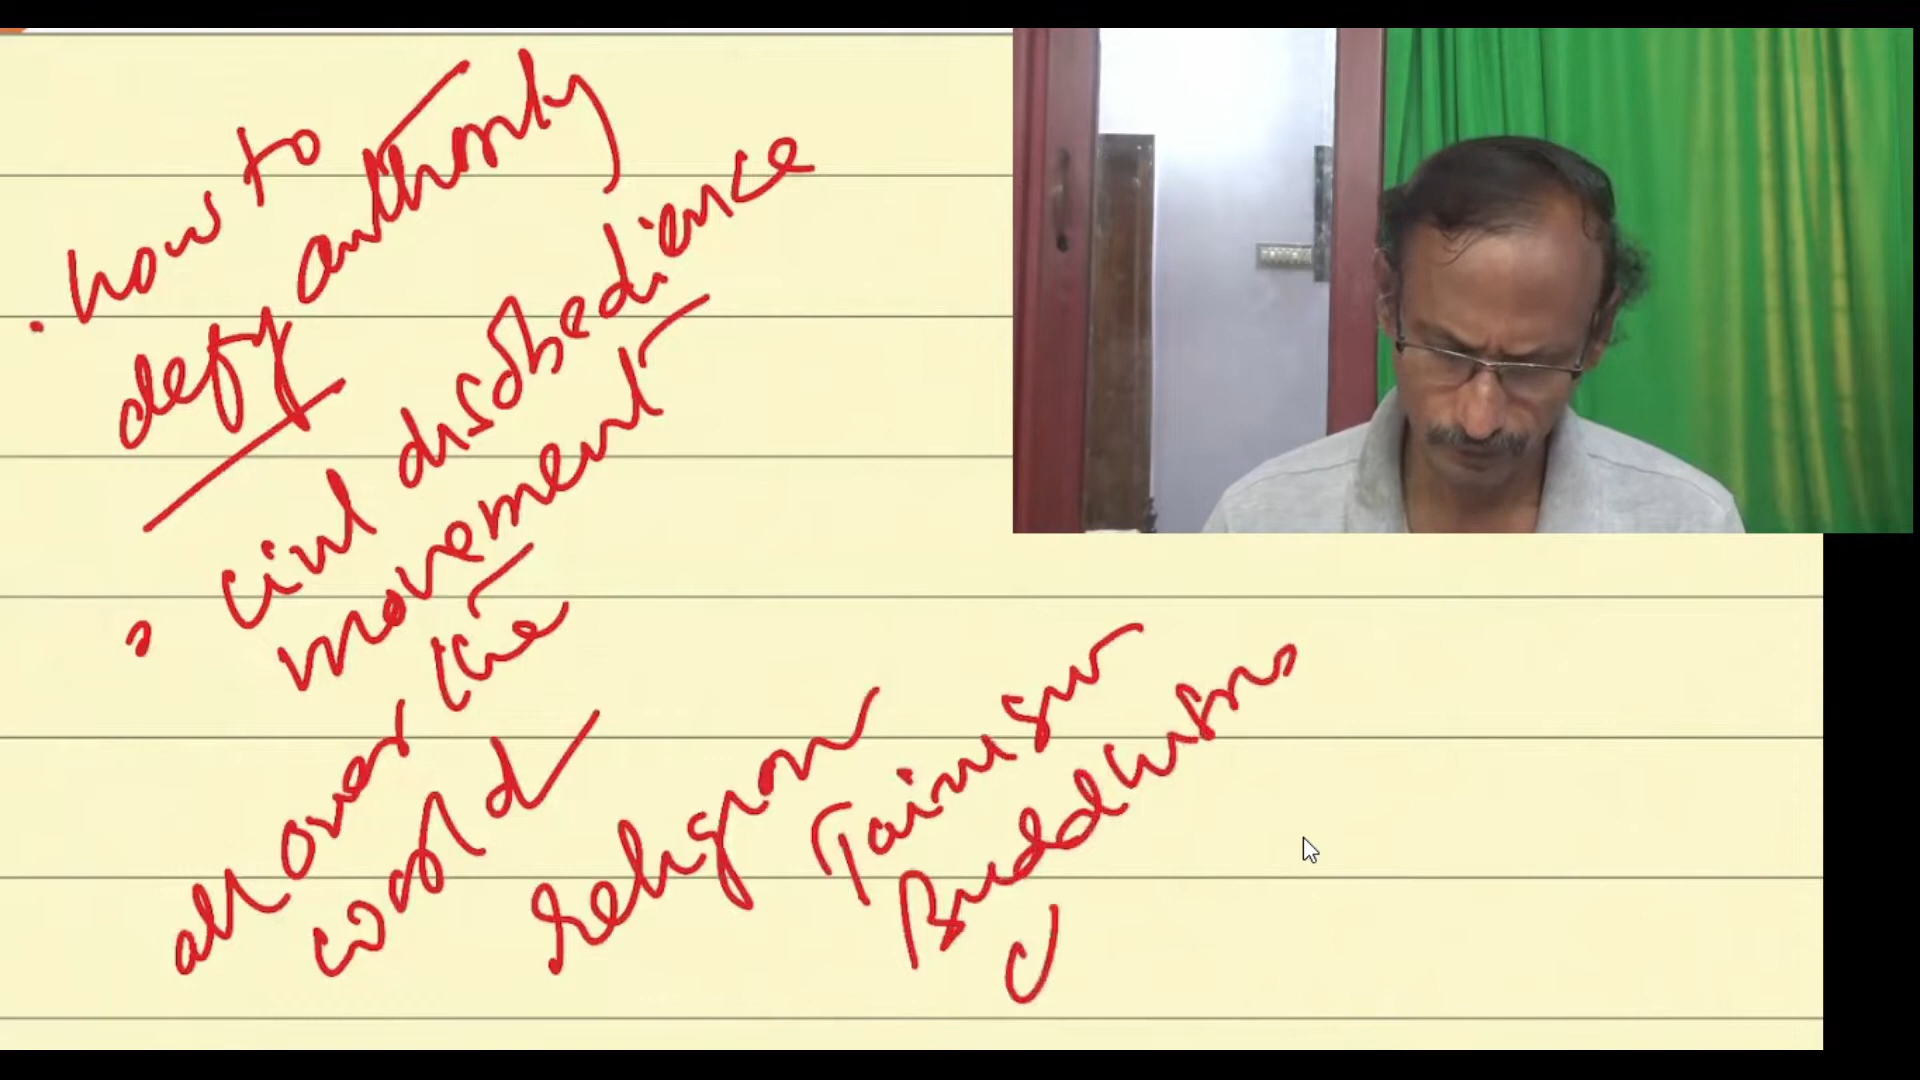 . how to
defy authority
civil disobedience
movement
all over the
world
religion
Jainism
Buddhism